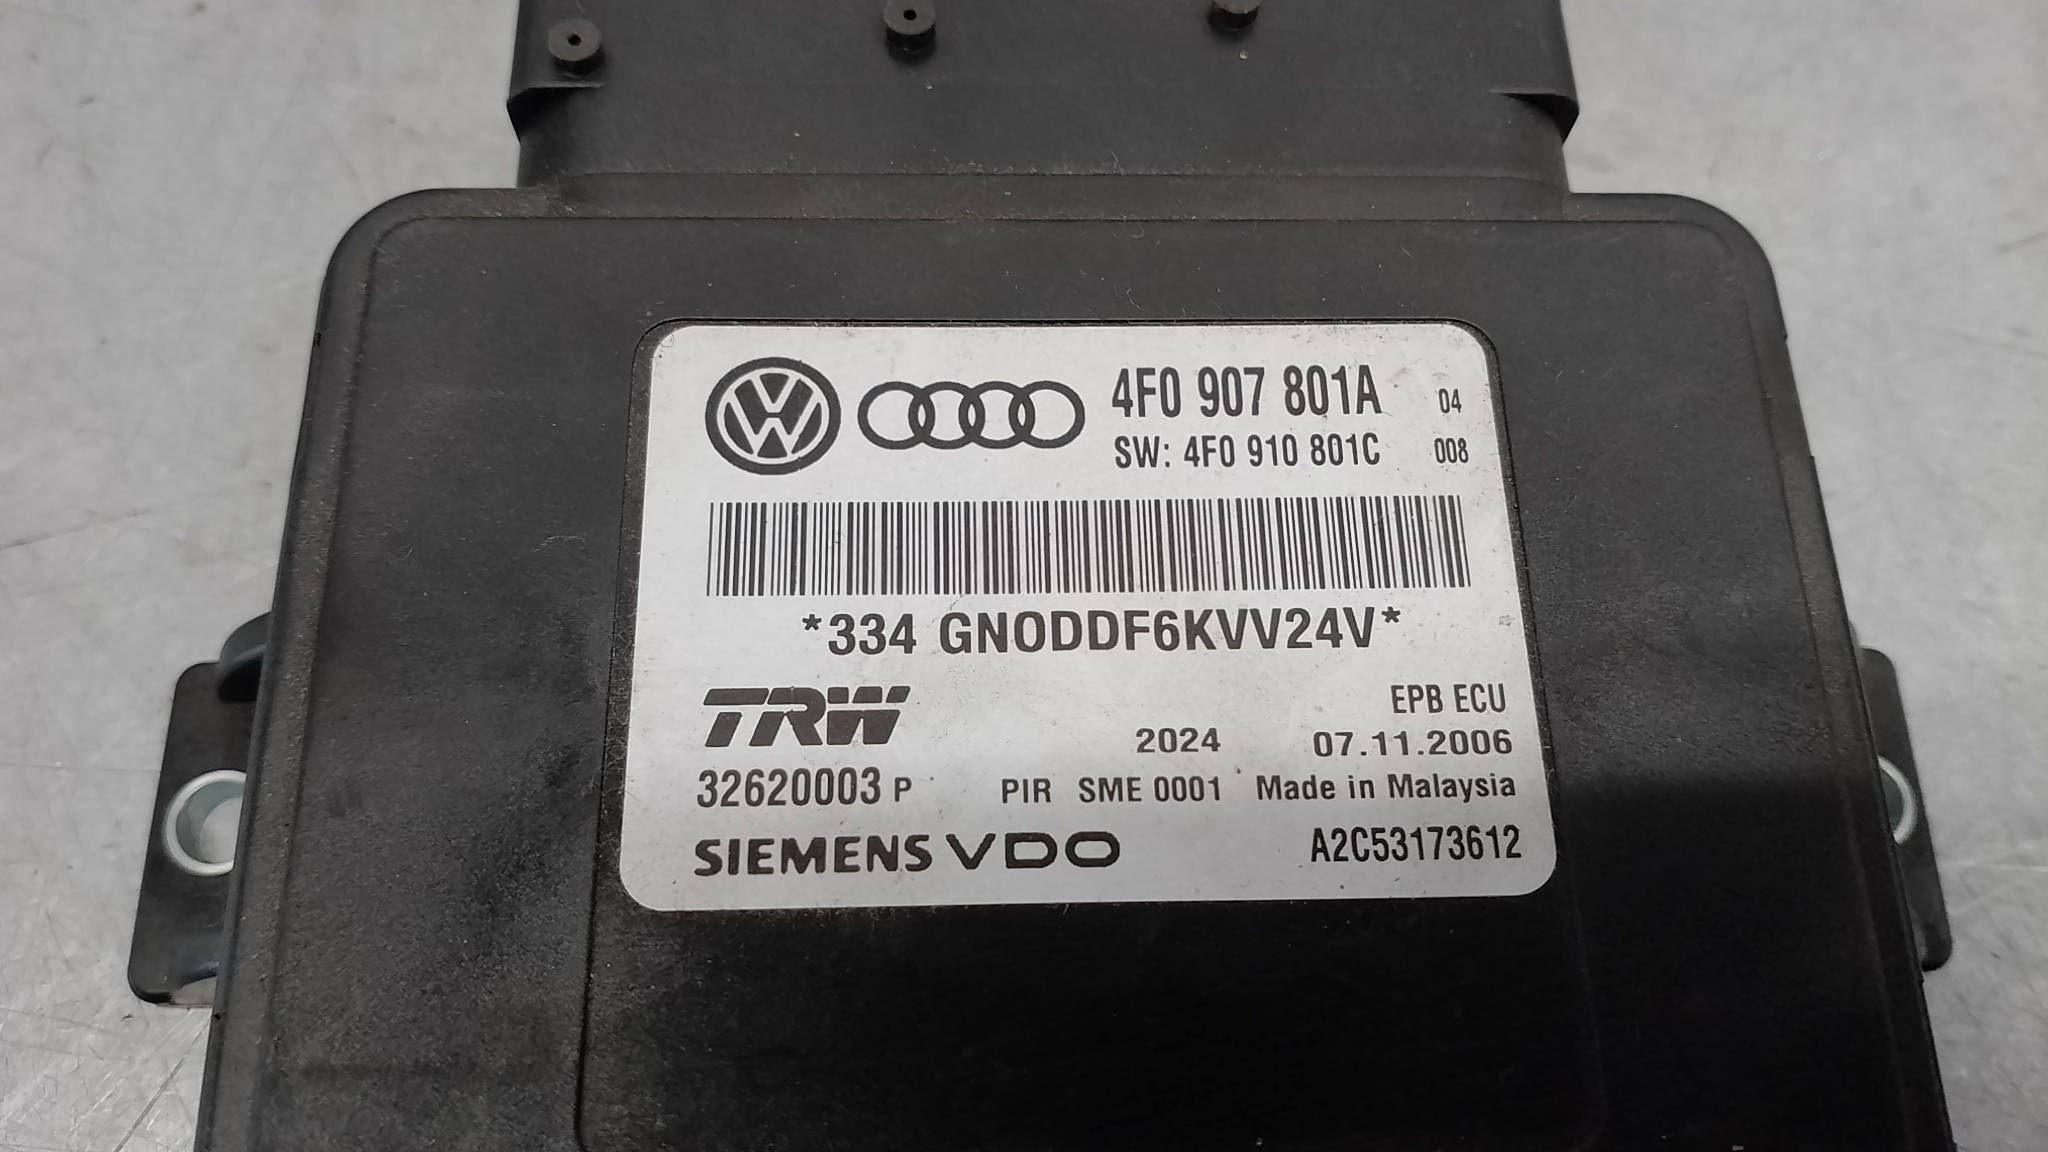 4F0 907 801A 04
SW: 4F0 910 801C 008
*334 GNODDF6KVV24V*
TRW EPB ECU
2024 07.11.2006
32620003 P PIR SME 0001 Made in Malaysia
SIEMENS VDO A2C53173612